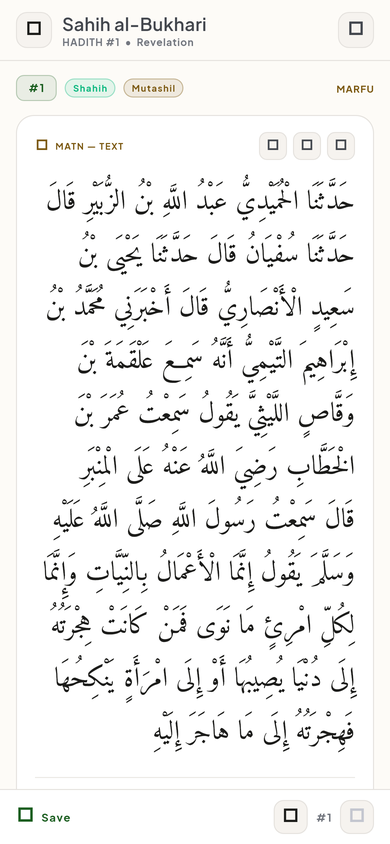 Sahih al-Bukhari
HADITH #1 • Revelation
#1 Shahih Mutashil MARFU
MATN — TEXT
حَدَّثَنَا الْحُمَيْدِيُّ عَبْدُ اللَّهِ بْنُ الزُّبَيْرِ قَالَ
حَدَّثَنَا سُفْيَانُ قَالَ حَدَّثَنَا يَحْيَى بْنُ
سَعِيدٍ الْأَنْصَارِيُّ قَالَ أَخْبَرَنِي مُحَمَّدُ بْنُ
إِبْرَاهِيمَ التَّيْمِيُّ أَنَّهُ سَمِعَ عَلْقَمَةَ بْنَ
وَقَّاصٍ اللَّيْثِيَّ يَقُولُ سَمِعْتُ عُمَرَ بْنَ
الْخَطَّابِ رَضِيَ اللَّهُ عَنْهُ عَلَى الْمِنْبَرِ
قَالَ سَمِعْتُ رَسُولَ اللَّهِ صَلَّى اللَّهُ عَلَيْهِ
وَسَلَّمَ يَقُولُ إِنَّمَا الْأَعْمَالُ بِالنِّيَّاتِ وَإِنَّمَا
لِكُلِّ امْرِئٍ مَا نَوَى فَمَنْ كَانَتْ هِجْرَتُهُ
إِلَى دُنْيَا يُصِيبُهَا أَوْ إِلَى امْرَأَةٍ يَنْكِحُهَا
فَهِجْرَتُهُ إِلَى مَا هَاجَرَ إِلَيْهِ
Save #1